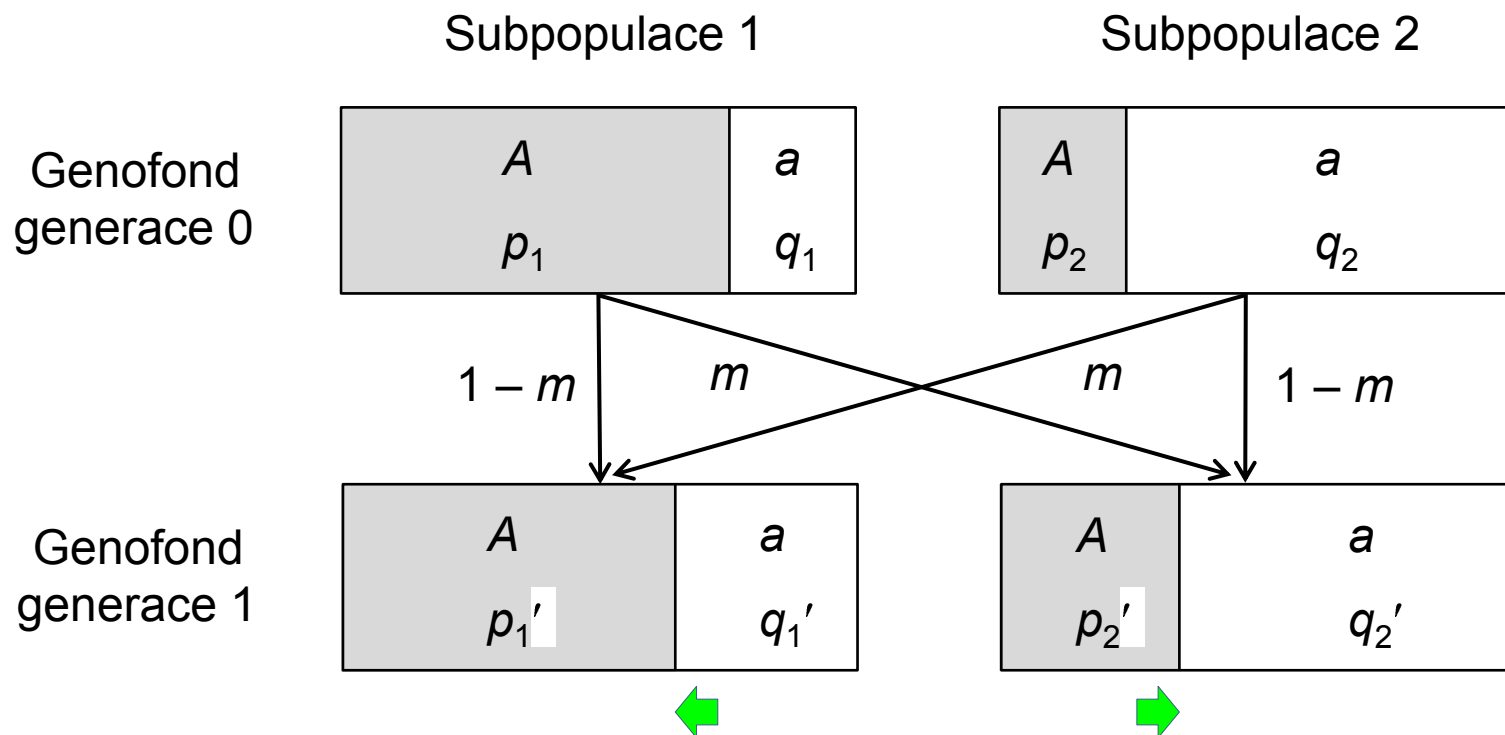 Subpopulace 1
Subpopulace 2
Genofond
generace 0
A
a
A
a
p₁
q₁
p₂
q₂
1 – m
m
m
1 – m
Genofond
generace 1
A
a
A
a
p₁′
q₁′
p₂′
q₂′